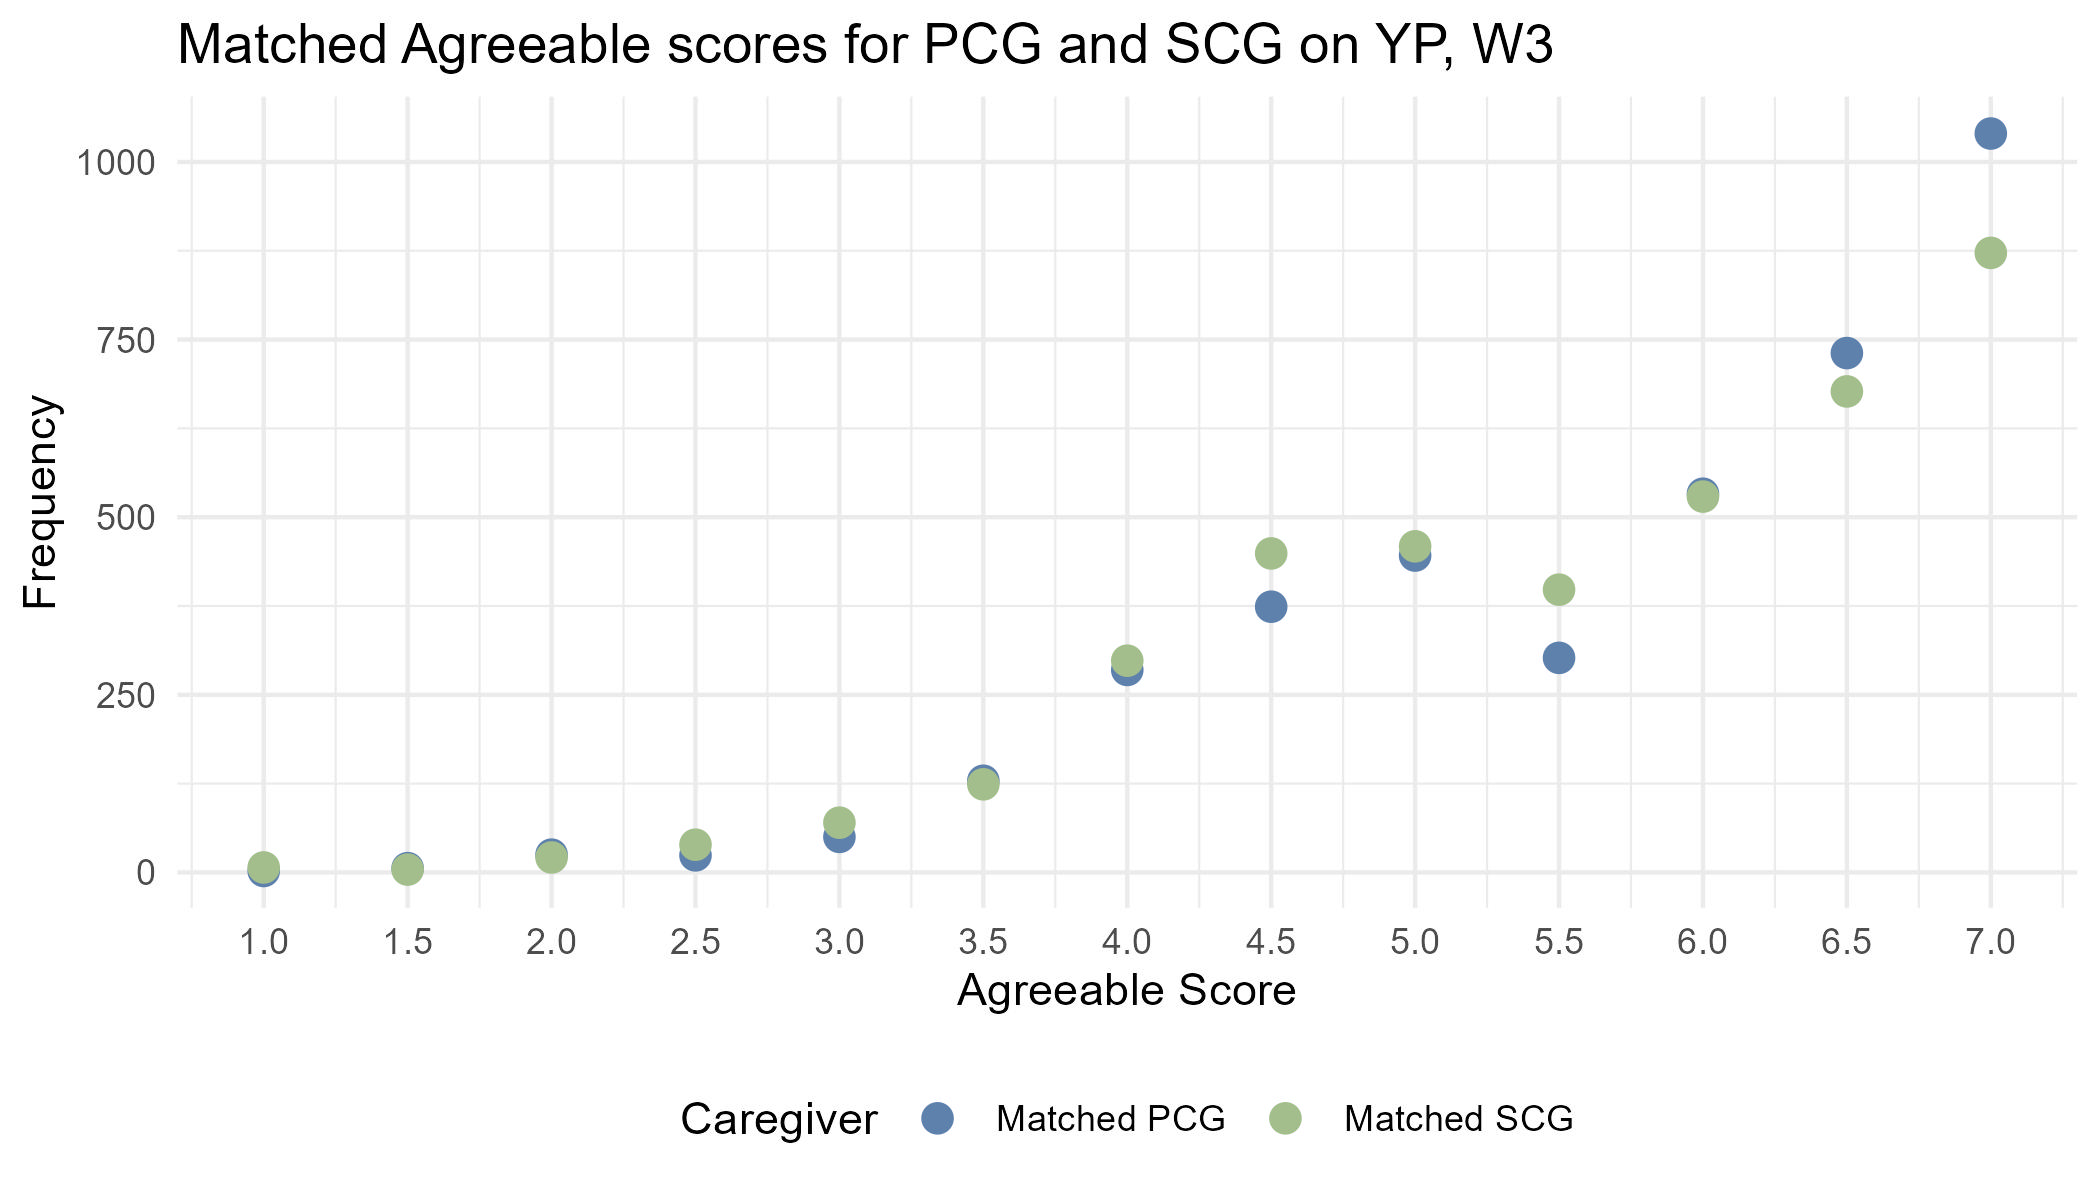 Matched Agreeable scores for PCG and SCG on YP, W3
1000
750
500
250
0
Frequency
1.0 1.5 2.0 2.5 3.0 3.5 4.0 4.5 5.0 5.5 6.0 6.5 7.0
Agreeable Score
Caregiver Matched PCG Matched SCG